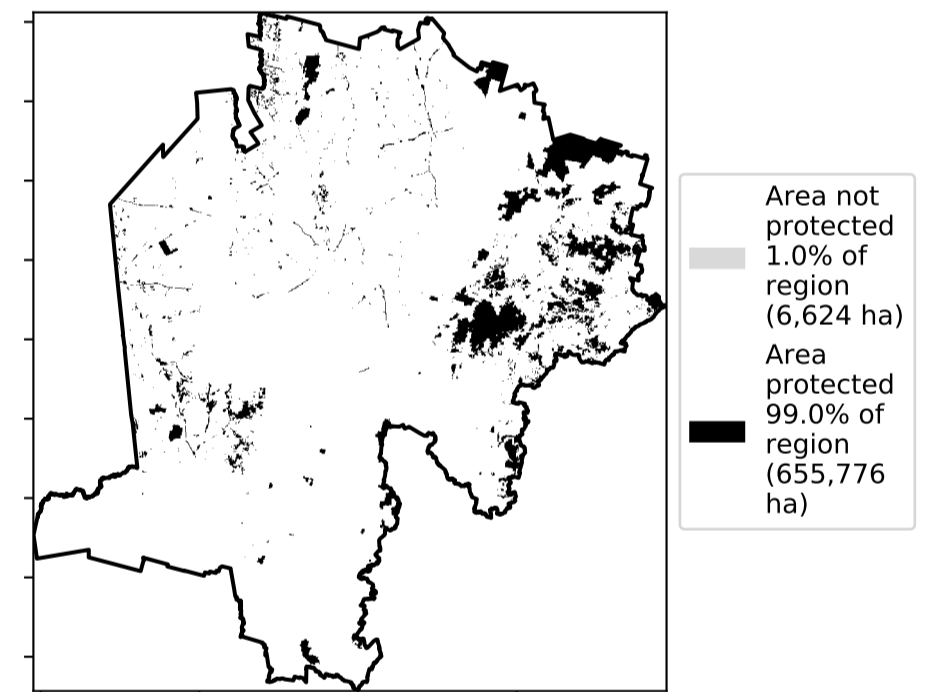 Area not
protected
1.0% of
region
(6,624 ha)
Area
protected
99.0% of
region
(655,776
ha)